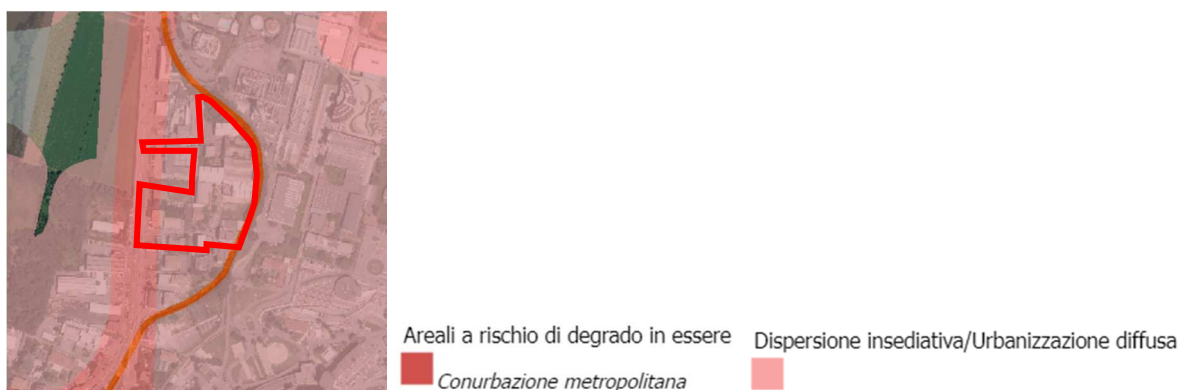 Areali a rischio di degrado in essere
Conurbazione metropolitana
Dispersione insediativa/Urbanizzazione diffusa